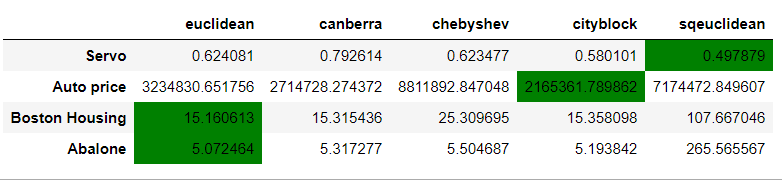 euclidean canberra chebyshev cityblock sqeuclidean
Servo 0.624081 0.792614 0.623477 0.580101 0.497879
Auto price 3234830.651756 2714728.274372 8811892.847048 2165361.789862 7174472.849607
Boston Housing 15.160613 15.315436 25.309695 15.358098 107.667046
Abalone 5.072464 5.317277 5.504687 5.193842 265.565567